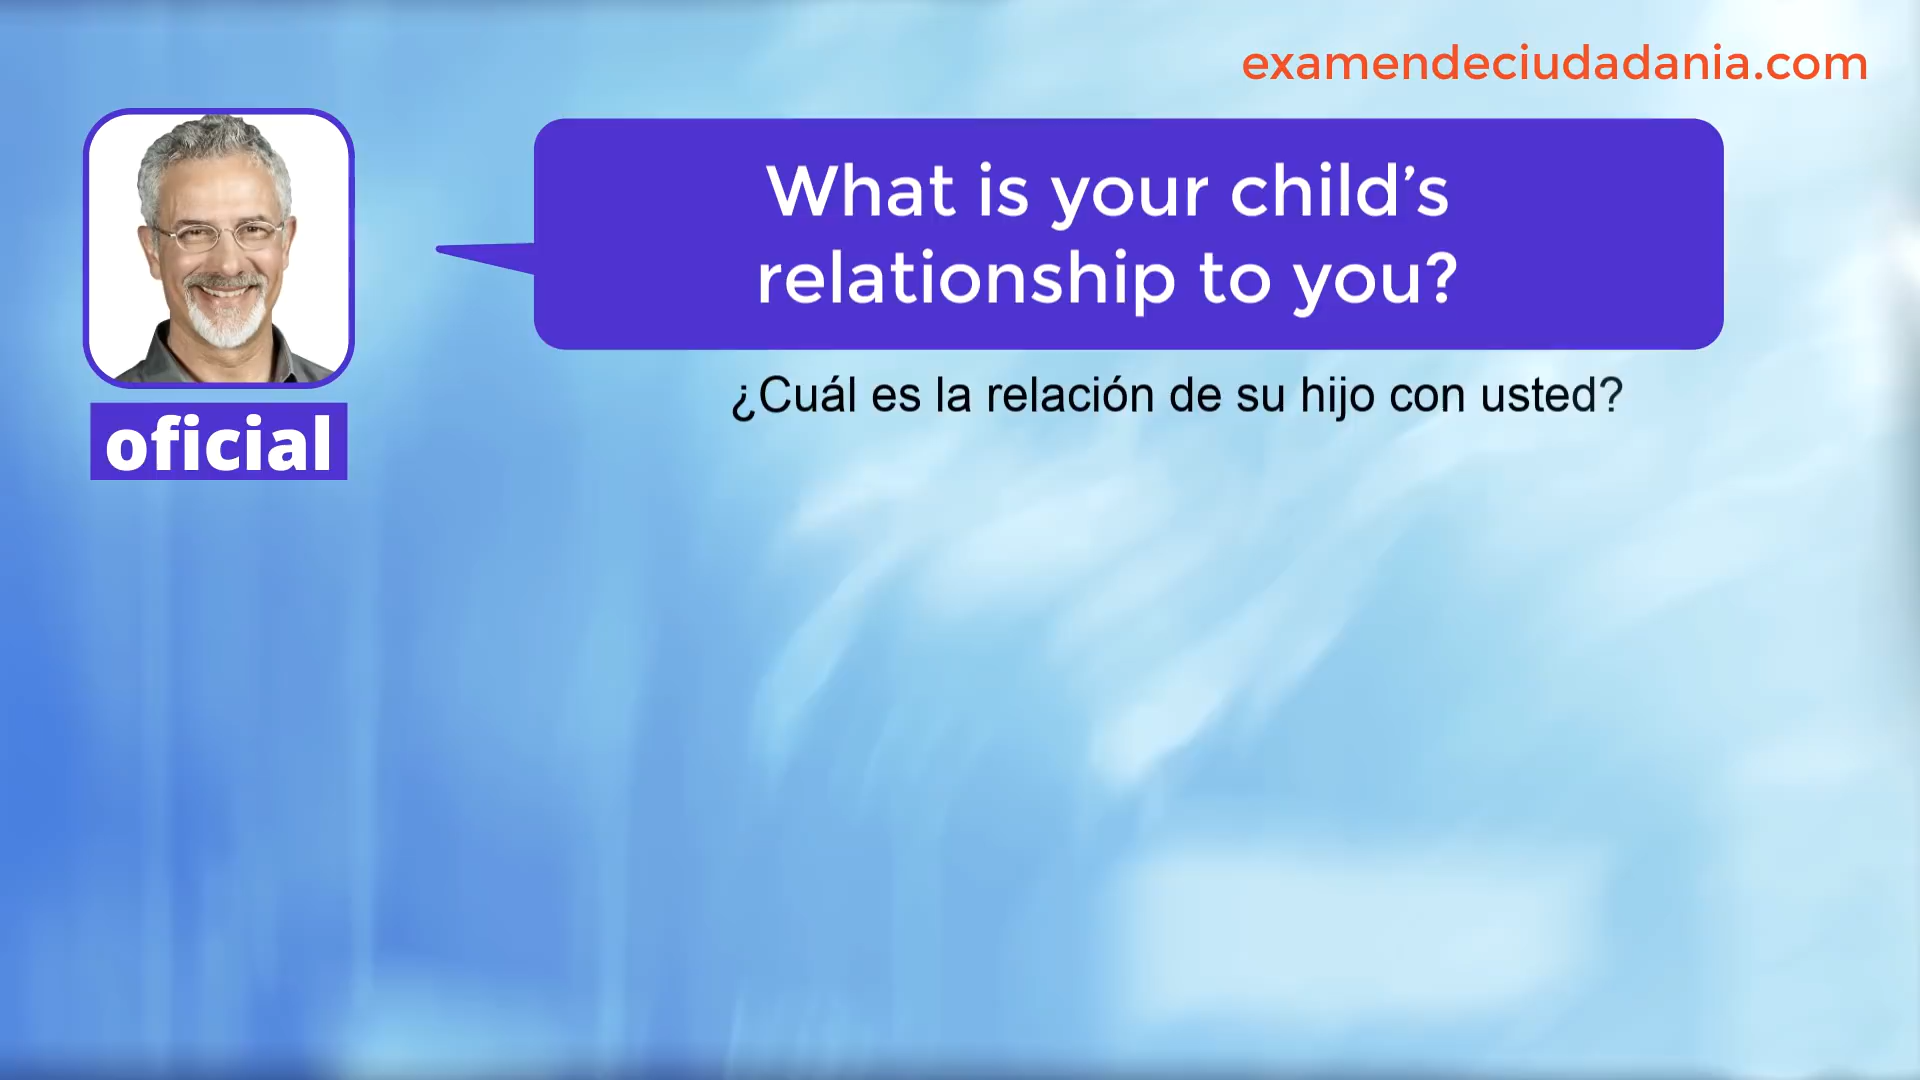 examendeciudadania.com
What is your child’s
relationship to you?
¿Cuál es la relación de su hijo con usted?
oficial